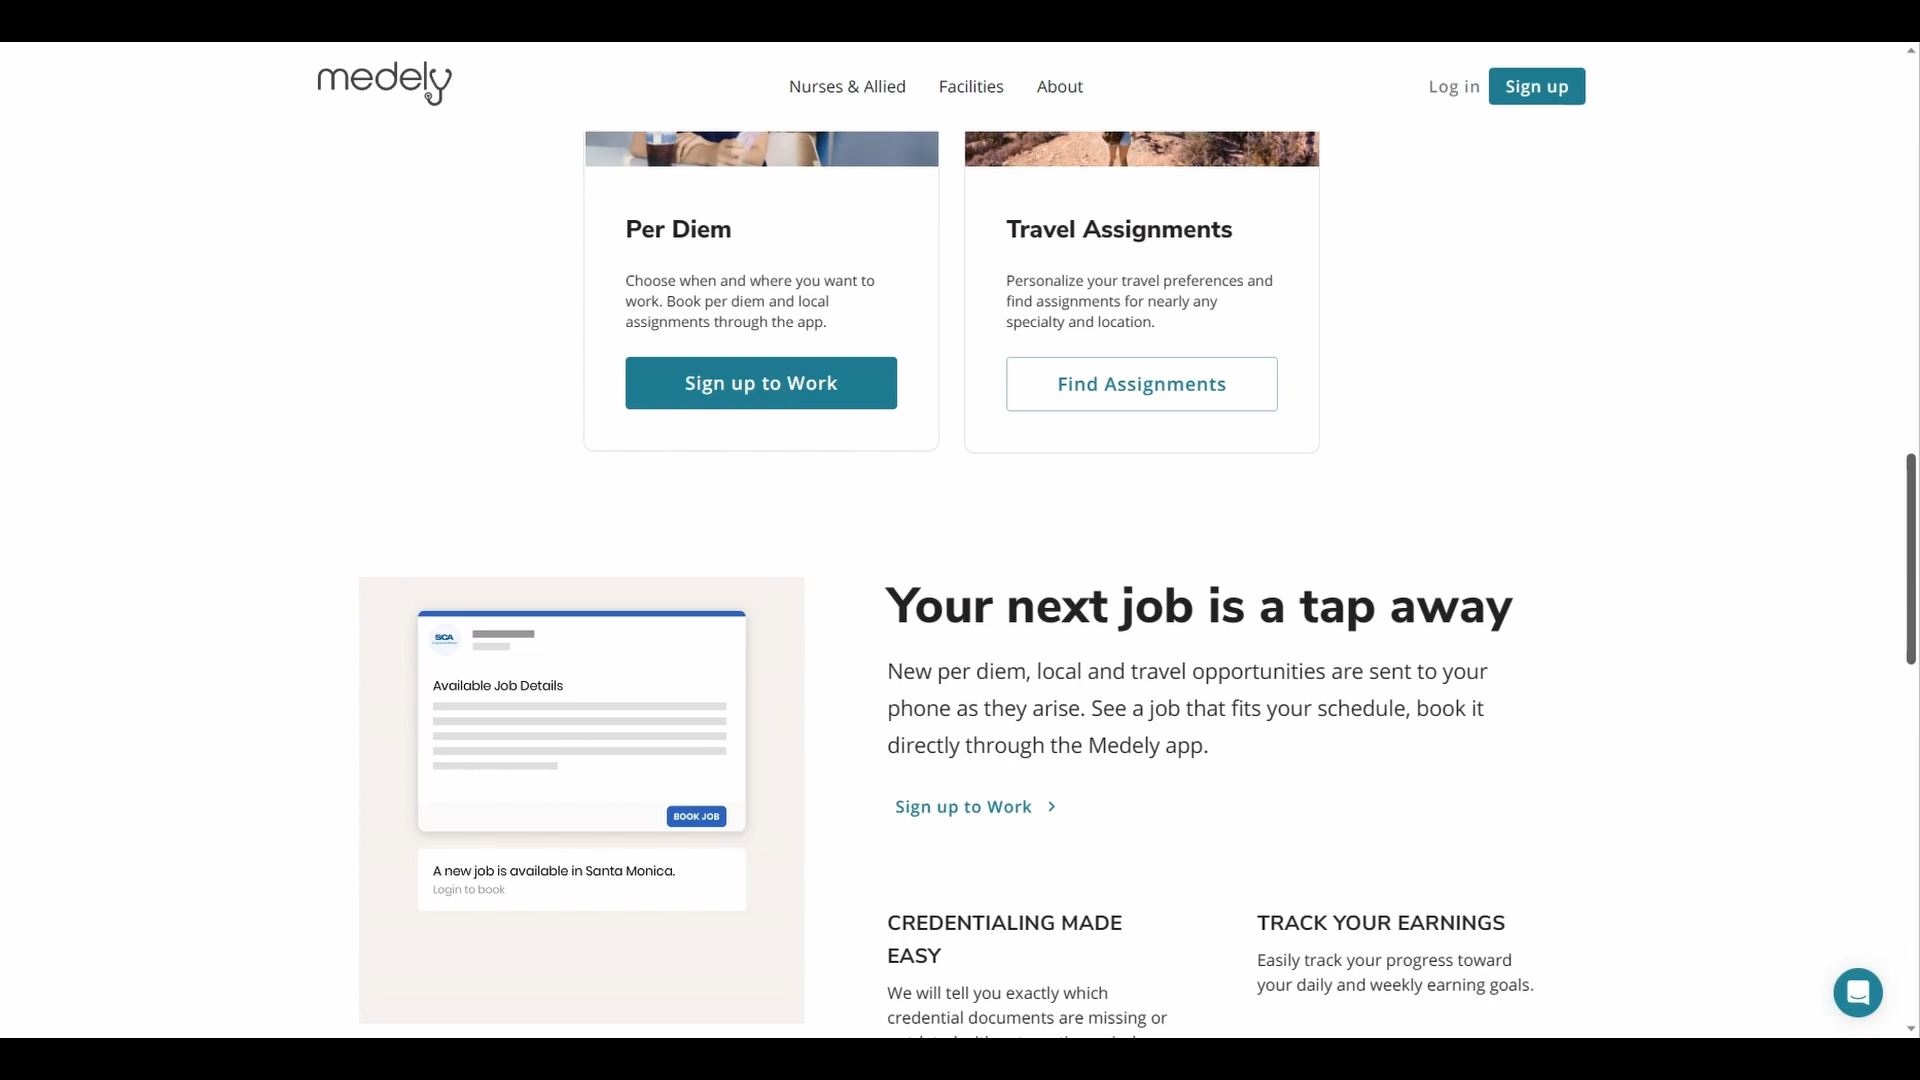 medely
Nurses & Allied
Facilities
About
Log in
Sign up
Per Diem
Choose when and where you want to
work. Book per diem and local
assignments through the app.
Sign up to Work
Travel Assignments
Personalize your travel preferences and
find assignments for nearly any
specialty and location.
Find Assignments
SCA
Available Job Details
BOOK JOB
A new job is available in Santa Monica.
Login to book
Your next job is a tap away
New per diem, local and travel opportunities are sent to your
phone as they arise. See a job that fits your schedule, book it
directly through the Medely app.
Sign up to Work
CREDENTIALING MADE
EASY
We will tell you exactly which
credential documents are missing or
TRACK YOUR EARNINGS
Easily track your progress toward
your daily and weekly earning goals.